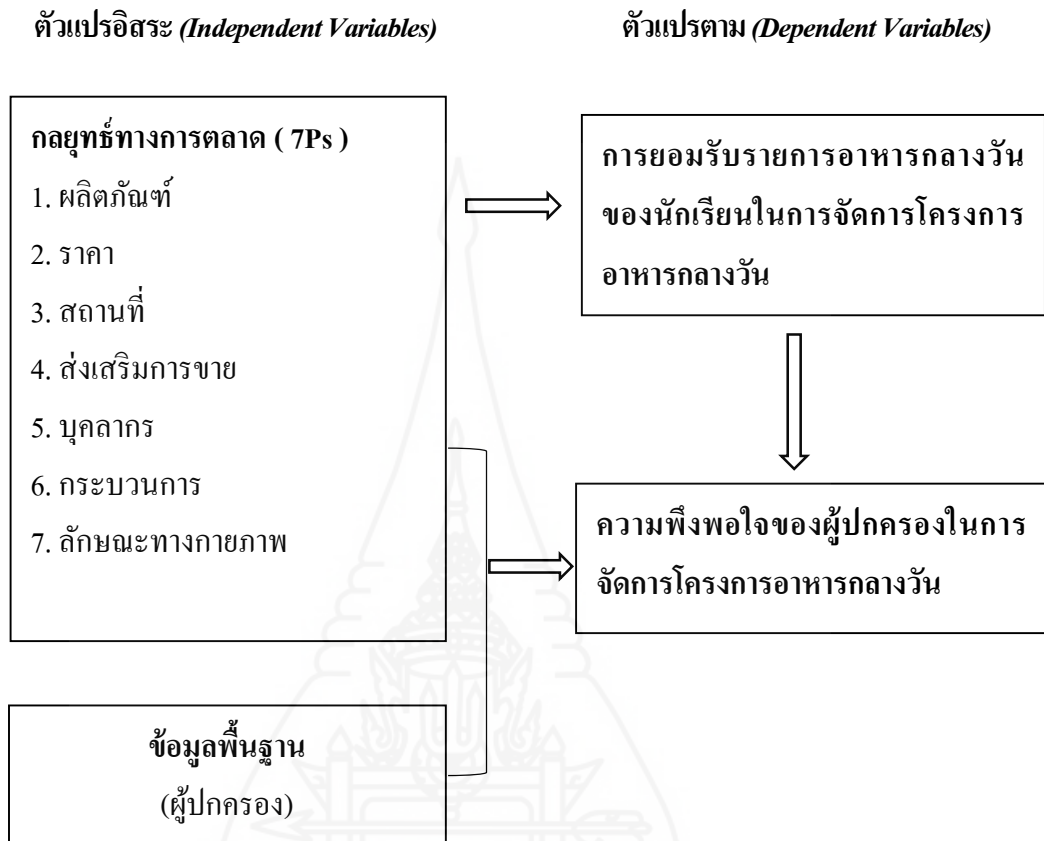 ตัวแปรอิสระ (Independent Variables)
ตัวแปรตาม (Dependent Variables)
กลยุทธ์ทางการตลาด ( 7Ps )
1. ผลิตภัณฑ์
2. ราคา
3. สถานที่
4. ส่งเสริมการขาย
5. บุคลากร
6. กระบวนการ
7. ลักษณะทางกายภาพ
การยอมรับรายการอาหารกลางวัน
ของนักเรียนในการจัดการโครงการ
อาหารกลางวัน
ความพึงพอใจของผู้ปกครองในการ
จัดการโครงการอาหารกลางวัน
ข้อมูลพื้นฐาน
(ผู้ปกครอง)